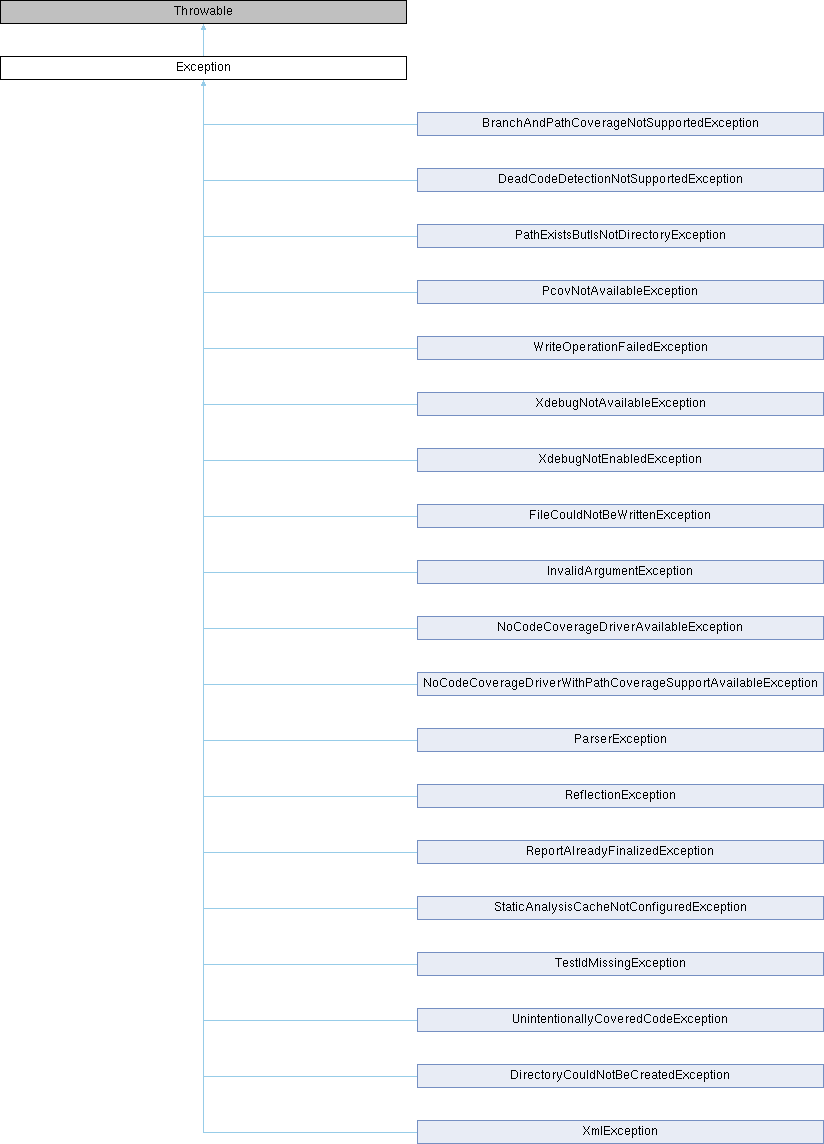 Throwable
Exception
BranchAndPathCoverageNotSupportedException
DeadCodeDetectionNotSupportedException
PathExistsButIsNotDirectoryException
PcovNotAvailableException
WriteOperationFailedException
XdebugNotAvailableException
XdebugNotEnabledException
FileCouldNotBeWrittenException
InvalidArgumentException
NoCodeCoverageDriverAvailableException
NoCodeCoverageDriverWithPathCoverageSupportAvailableException
ParserException
ReflectionException
ReportAlreadyFinalizedException
StaticAnalysisCacheNotConfiguredException
TestIdMissingException
UnintentionallyCoveredCodeException
DirectoryCouldNotBeCreatedException
XmlException